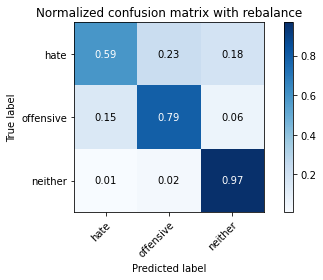 Normalized confusion matrix with rebalance
True label
hate
0.59 0.23 0.18
0.8
offensive
0.15 0.79 0.06
0.6
0.4
neither
0.01 0.02 0.97
0.2
hate
offensive
neither
Predicted label